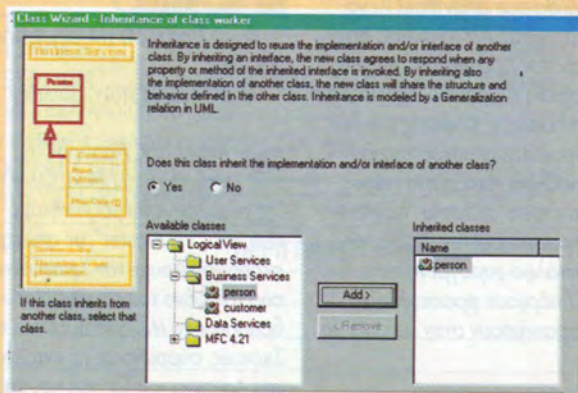 Class Wizard - Inheritance of class worker
Business Services
Person
Inheritance is designed to reuse the implementation and/or interface of another
class. By inheriting an interface, the new class agrees to respond when any
property or method of the inherited interface is invoked. By inheriting also
the implementation of another class, the new class will share the structure and
behavior defined in the other class. Inheritance is modeled by a Generalization
relation in UML.
Does this class inherit the implementation and/or interface of another class?
Yes No
If this class inherits from
another class, select that
class.
Available classes
Logical View
User Services
Business Services
person
customer
Data Services
MFC 4.21
Add >
< Remove
Inherited classes
Name
person